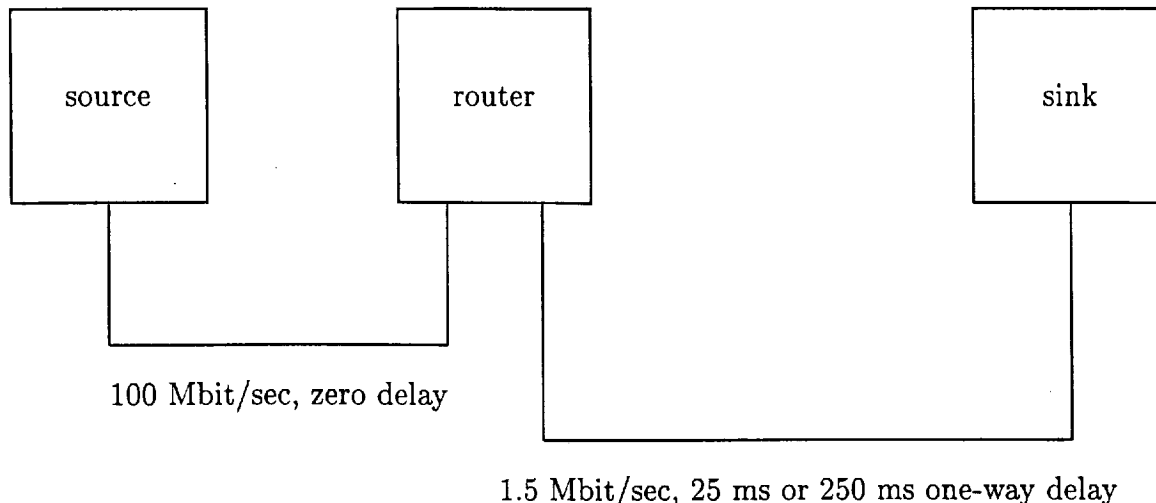 source
router
sink
100 Mbit/sec, zero delay
1.5 Mbit/sec, 25 ms or 250 ms one-way delay